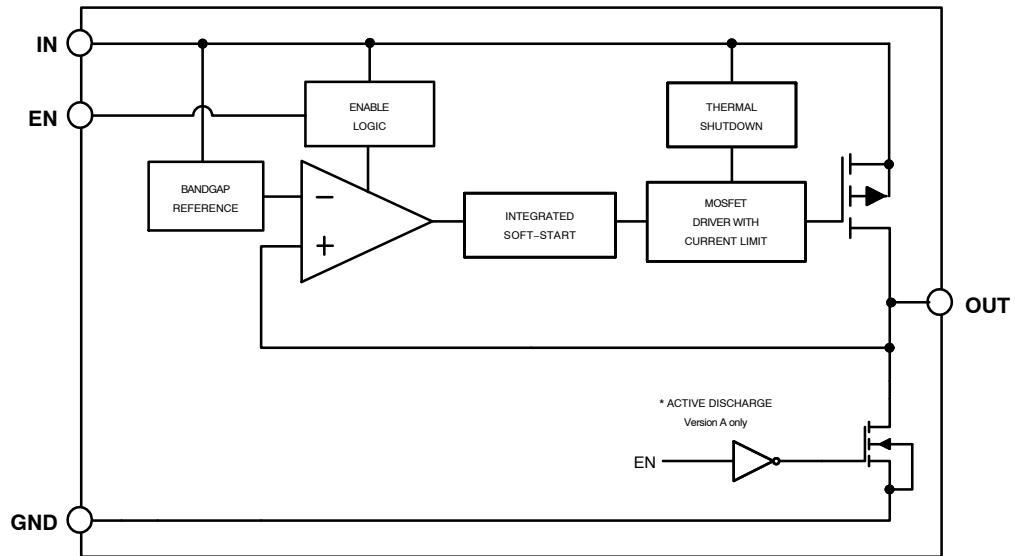 IN
EN
ENABLE
LOGIC
THERMAL
SHUTDOWN
BANDGAP
REFERENCE
−
+
INTEGRATED
SOFT−START
MOSFET
DRIVER WITH
CURRENT LIMIT
OUT
* ACTIVE DISCHARGE
Version A only
EN
GND